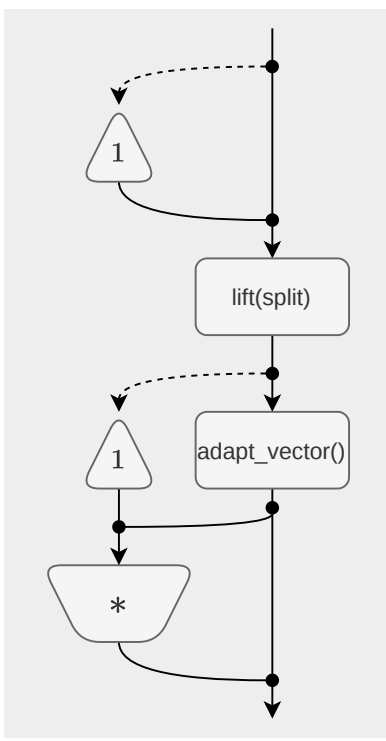 1
lift(split)
1
adapt_vector()
*